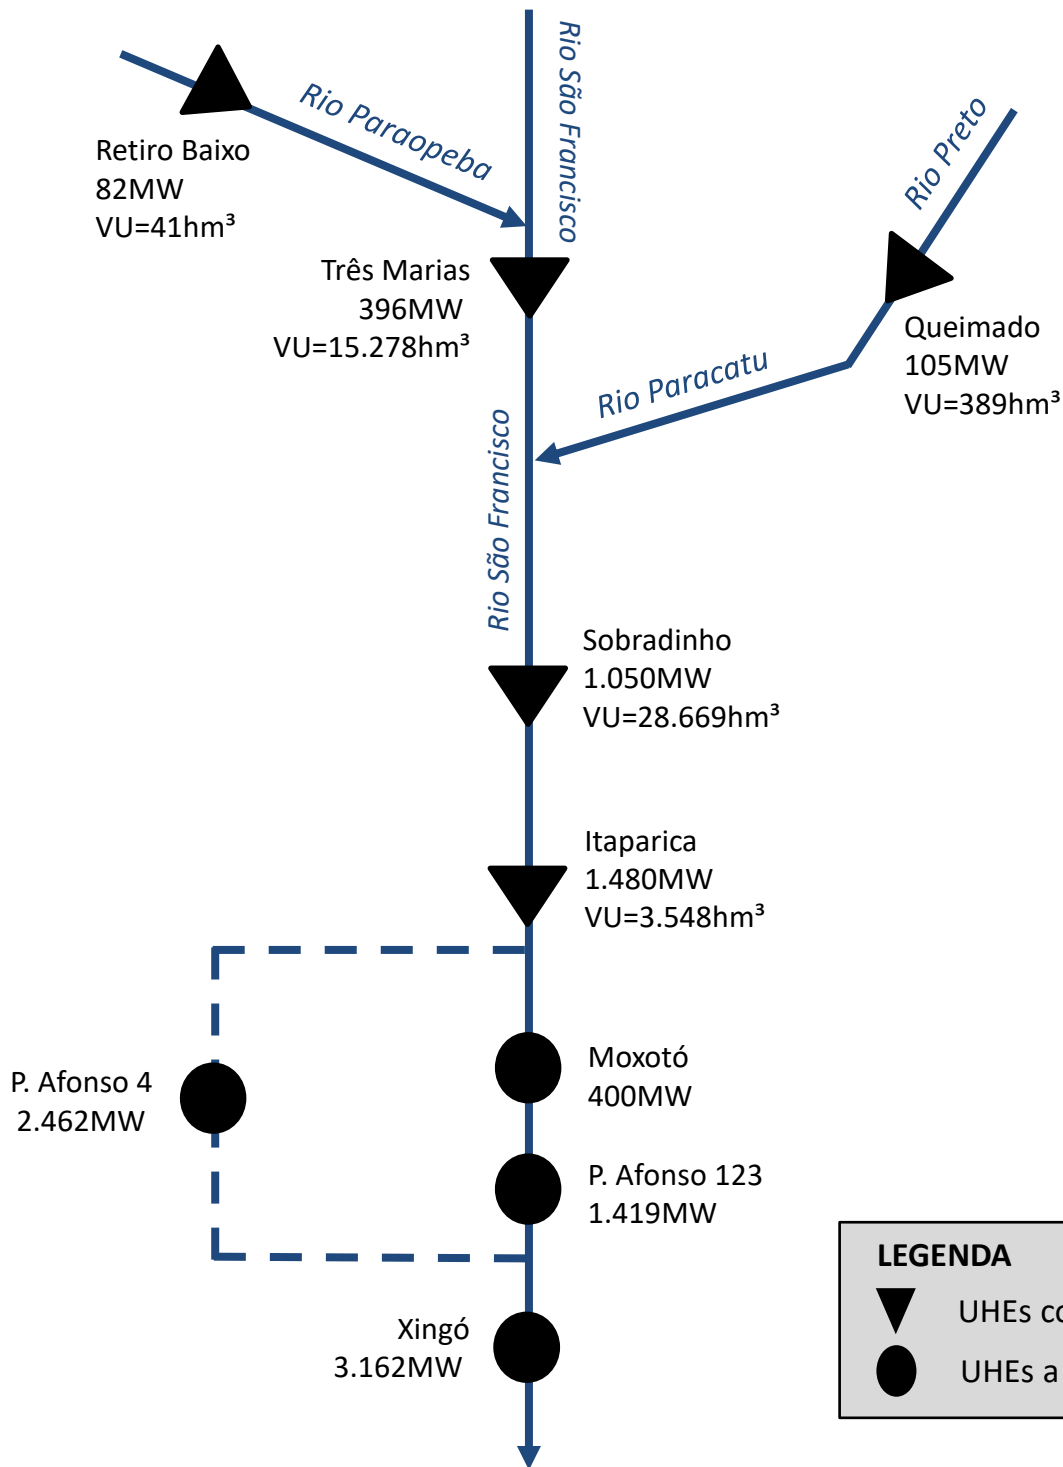 Rio São Francisco
Rio Paraopeba
Rio Preto
Retiro Baixo
82MW
VU=41hm³
Três Marias
396MW
VU=15.278hm³
Queimado
105MW
VU=389hm³
Rio Paracatu
Rio São Francisco
Sobradinho
1.050MW
VU=28.669hm³
Itaparica
1.480MW
VU=3.548hm³
Moxotó
400MW
P. Afonso 4
2.462MW
P. Afonso 123
1.419MW
Xingó
3.162MW
LEGENDA
UHEs
UHEs a